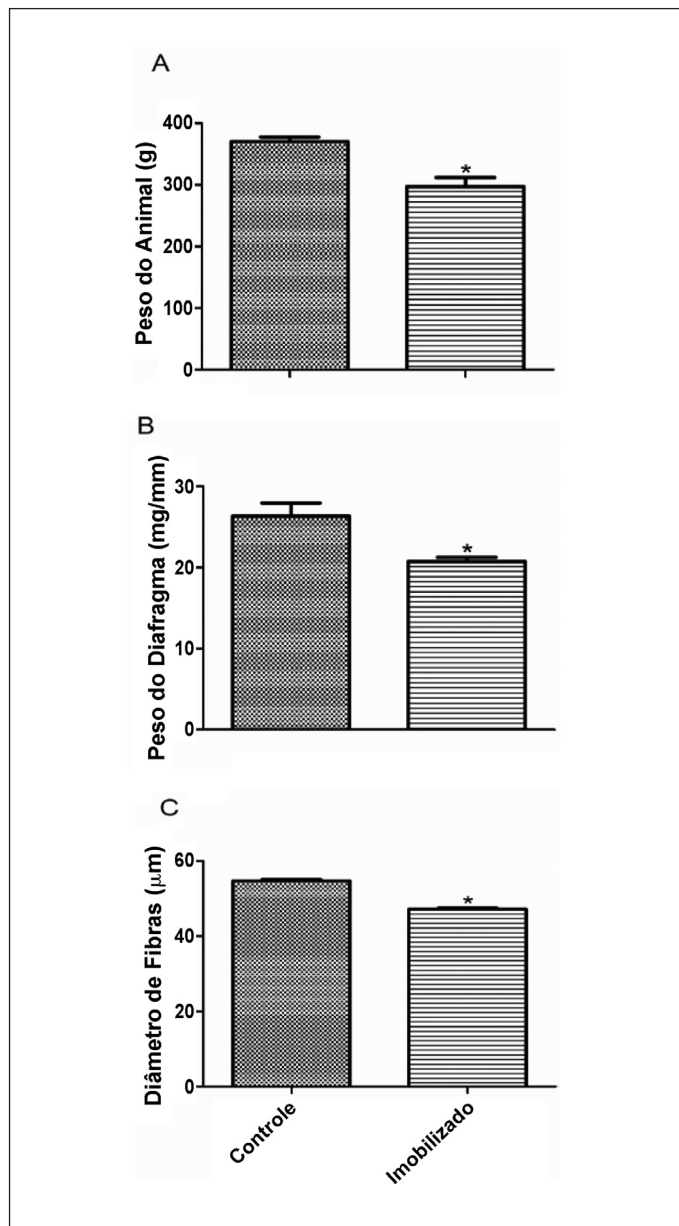 A
Peso do Animal (g)
400
300
200
100
0
*
B
Peso do Diafragma (mg/mm)
30
20
10
0
*
C
Diâmetro de Fibras (μm)
60
40
20
0
*
Controle
Imobilizado